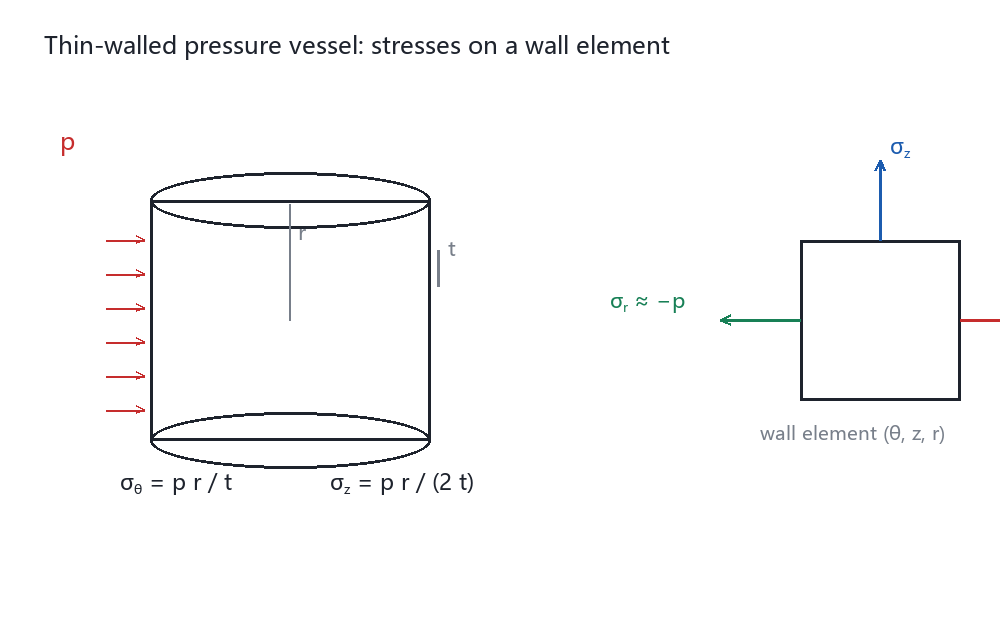 Thin-walled pressure vessel: stresses on a wall element
p
σz
r
t
σr ≈ −p
wall element (θ, z, r)
σθ = p r / t
σz = p r / (2 t)